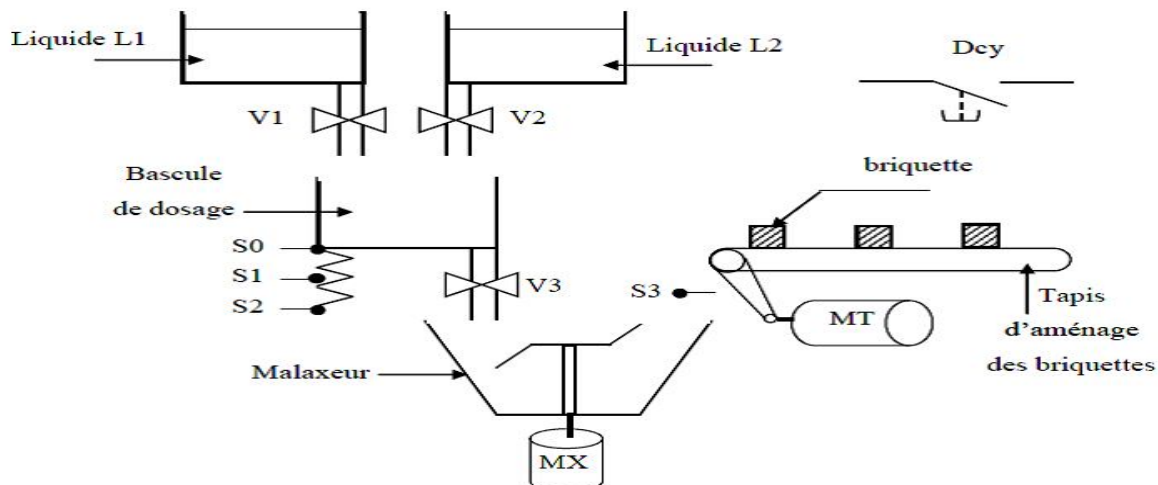 Liquide L1
Liquide L2
Dcy
V1
V2
Bascule
de dosage
briquette
S0
S1
S2
V3
S3
MT
Tapis
d'aménage
des briquettes
Malaxeur
MX